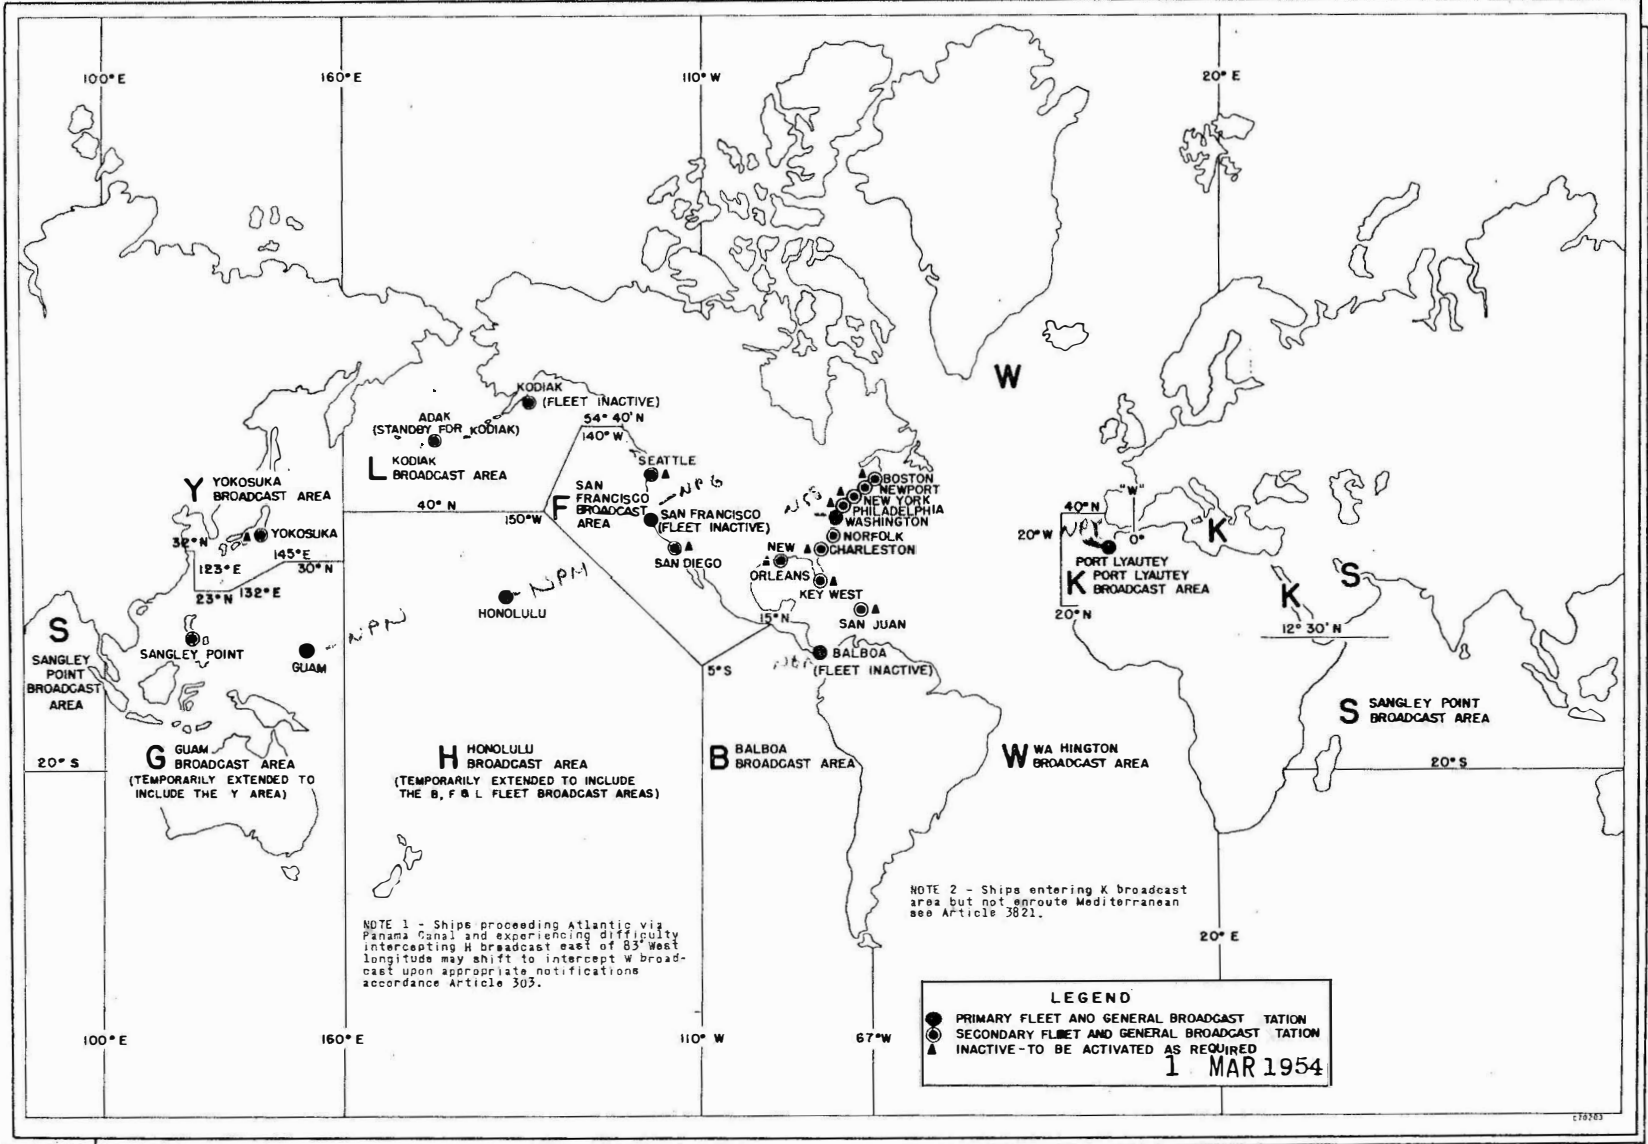 100° E
160° E
110° W
20° E
W
KODIAK
(FLEET INACTIVE)
ADAK
(STANDBY FOR KODIAK)
54° 40' N
140° W
L KODIAK
BROADCAST AREA
SEATTLE
NPG
F SAN
FRANCISCO
BROADCAST
AREA
SAN FRANCISCO
(FLEET INACTIVE)
SAN DIEGO
Y YOKOSUKA
BROADCAST AREA
40° N
150° W
YOKOSUKA
32° N
123° E
145° E
30° N
23° N
132° E
BOSTON
NEWPORT
NEW YORK
PHILADELPHIA
WASHINGTON
NORFOLK
CHARLESTON
NEW
ORLEANS
KEY WEST
SAN JUAN
15° N
"W"
40° N
20° W
0°
NPY
PORT LYAUTEY
K PORT LYAUTEY
BROADCAST AREA
20° N
K
K
S
12° 30' N
HONOLULU
NPM
S
SANGLEY
POINT
BROADCAST
AREA
SANGLEY POINT
GUAM
NPN
BALBOA
(FLEET INACTIVE)
5° S
S SANGLEY POINT
BROADCAST AREA
20° S
G GUAM
BROADCAST AREA
(TEMPORARILY EXTENDED TO
INCLUDE THE Y AREA)
H HONOLULU
BROADCAST AREA
(TEMPORARILY EXTENDED TO INCLUDE
THE B, F & L FLEET BROADCAST AREAS)
B BALBOA
BROADCAST AREA
W WA HINGTON
BROADCAST AREA
20° S
NOTE 1 - Ships proceeding Atlantic via
Panama Canal and experiencing difficulty
intercepting H broadcast east of 83° West
longitude may shift to intercept W broad-
cast upon appropriate notifications
accordance Article 303.
NOTE 2 - Ships entering K broadcast
area but not enroute Mediterranean
see Article 3821.
20° E
LEGEND
PRIMARY FLEET AND GENERAL BROADCAST TATION
SECONDARY FLEET AND GENERAL BROADCAST TATION
INACTIVE - TO BE ACTIVATED AS REQUIRED
1 MAR 1954
100° E
160° E
110° W
67° W